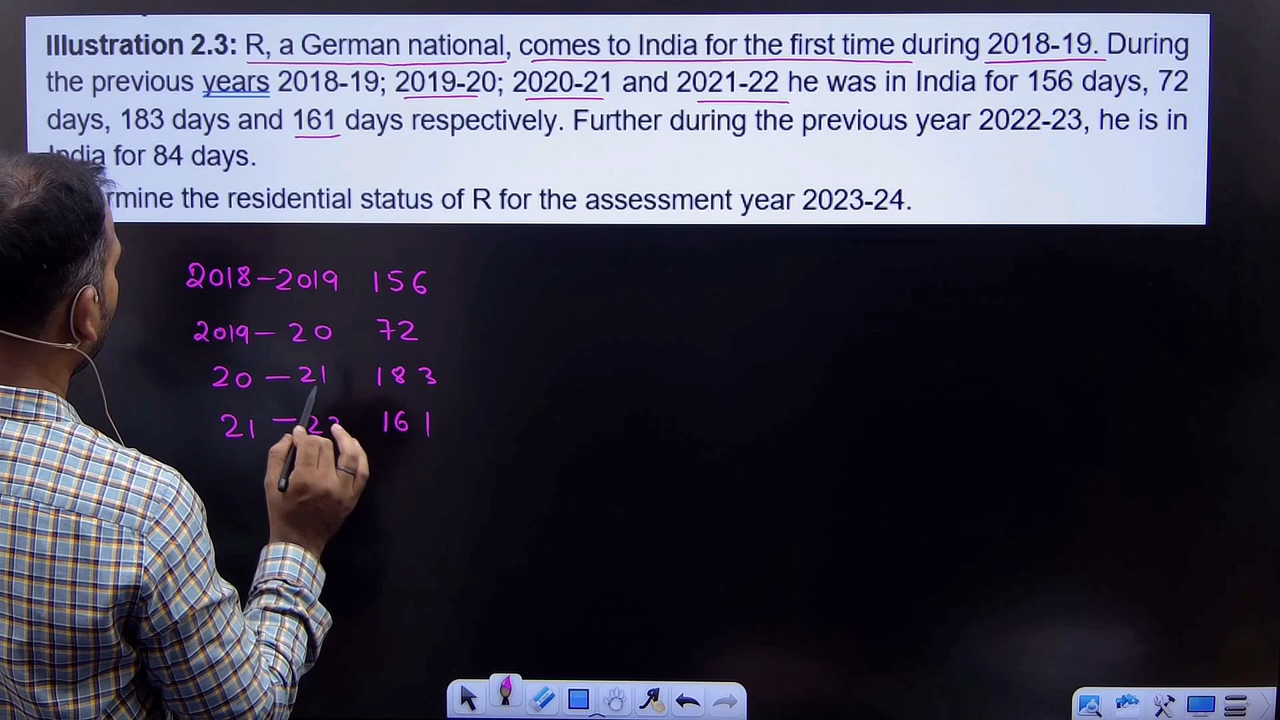 Illustration 2.3: R, a German national, comes to India for the first time during 2018-19. During
the previous years 2018-19; 2019-20; 2020-21 and 2021-22 he was in India for 156 days, 72
days, 183 days and 161 days respectively. Further during the previous year 2022-23, he is in
India for 84 days.
the residential status of R for the assessment year 2023-24.
2018-2019 156
2019-20 72
20-21 183
21-22 161